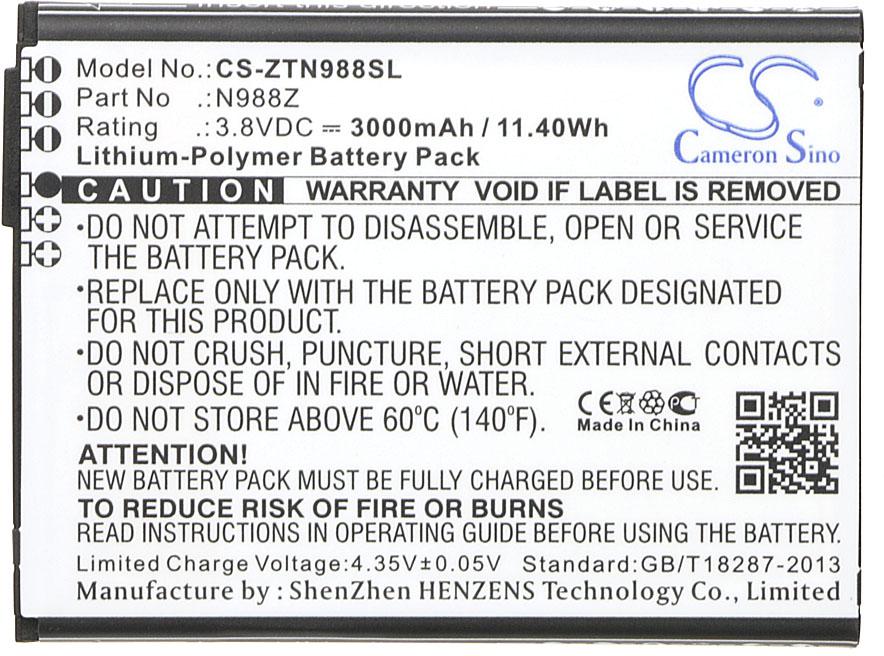 Model No.:CS-ZTN988SL
Part No .:N988Z
Rating .:3.8VDC ⎓ 3000mAh / 11.40Wh
Lithium-Polymer Battery Pack
CS
®
Cameron Sino
CAUTION WARRANTY VOID IF LABEL IS REMOVED
•DO NOT ATTEMPT TO DISASSEMBLE, OPEN OR SERVICE
THE BATTERY PACK.
•REPLACE ONLY WITH THE BATTERY PACK DESIGNATED
FOR THIS PRODUCT.
•DO NOT CRUSH, PUNCTURE, SHORT EXTERNAL CONTACTS
OR DISPOSE OF IN FIRE OR WATER.
•DO NOT STORE ABOVE 60°C (140°F).
CE
Made In China
ATTENTION!
NEW BATTERY PACK MUST BE FULLY CHARGED BEFORE USE.
TO REDUCE RISK OF FIRE OR BURNS
READ INSTRUCTIONS IN OPERATING GUIDE BEFORE USING THE BATTERY.
Limited Charge Voltage:4.35V±0.05V Standard:GB/T18287-2013
Manufacture by : ShenZhen HENZENS Technology Co., Limited